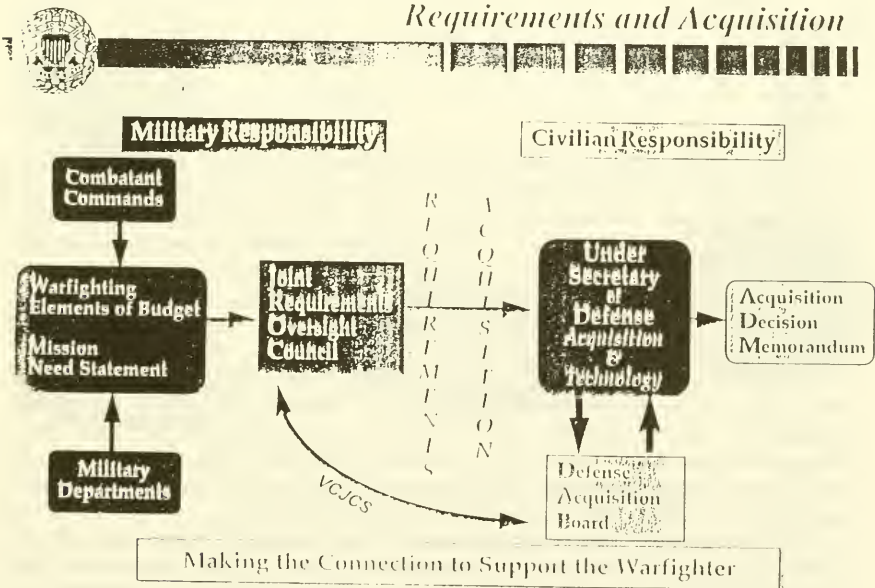 Requirements and Acquisition
Military Responsibility
Civilian Responsibility
Combatant
Commands
Warfighting
Elements of Budget
Mission
Need Statement
Military
Departments
Joint
Requirements
Oversight
Council
REQUIREMENTS
ACQUISITION
Under
Secretary
of
Defense
Acquisition
&
Technology
Acquisition
Decision
Memorandum
Defense
Acquisition
Board
VCJCS
Making the Connection to Support the Warfighter